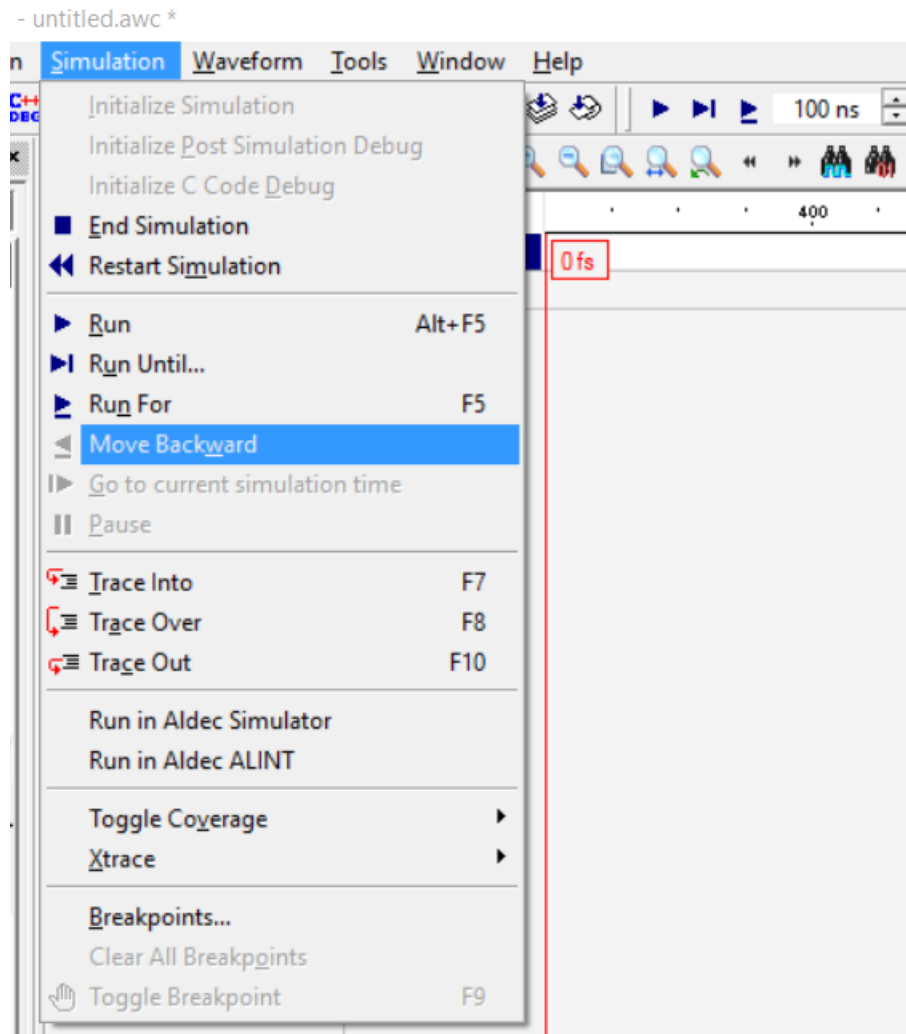 - untitled.awc *
n Simulation Waveform Tools Window Help
C++
DBG
Initialize Simulation
100 ns
Initialize Post Simulation Debug
Initialize C Code Debug
400
End Simulation
0 fs
Restart Simulation
Run Alt+F5
Run Until...
Run For F5
Move Backward
Go to current simulation time
Pause
Trace Into F7
Trace Over F8
Trace Out F10
Run in Aldec Simulator
Run in Aldec ALINT
Toggle Coverage
Xtrace
Breakpoints...
Clear All Breakpoints
Toggle Breakpoint F9